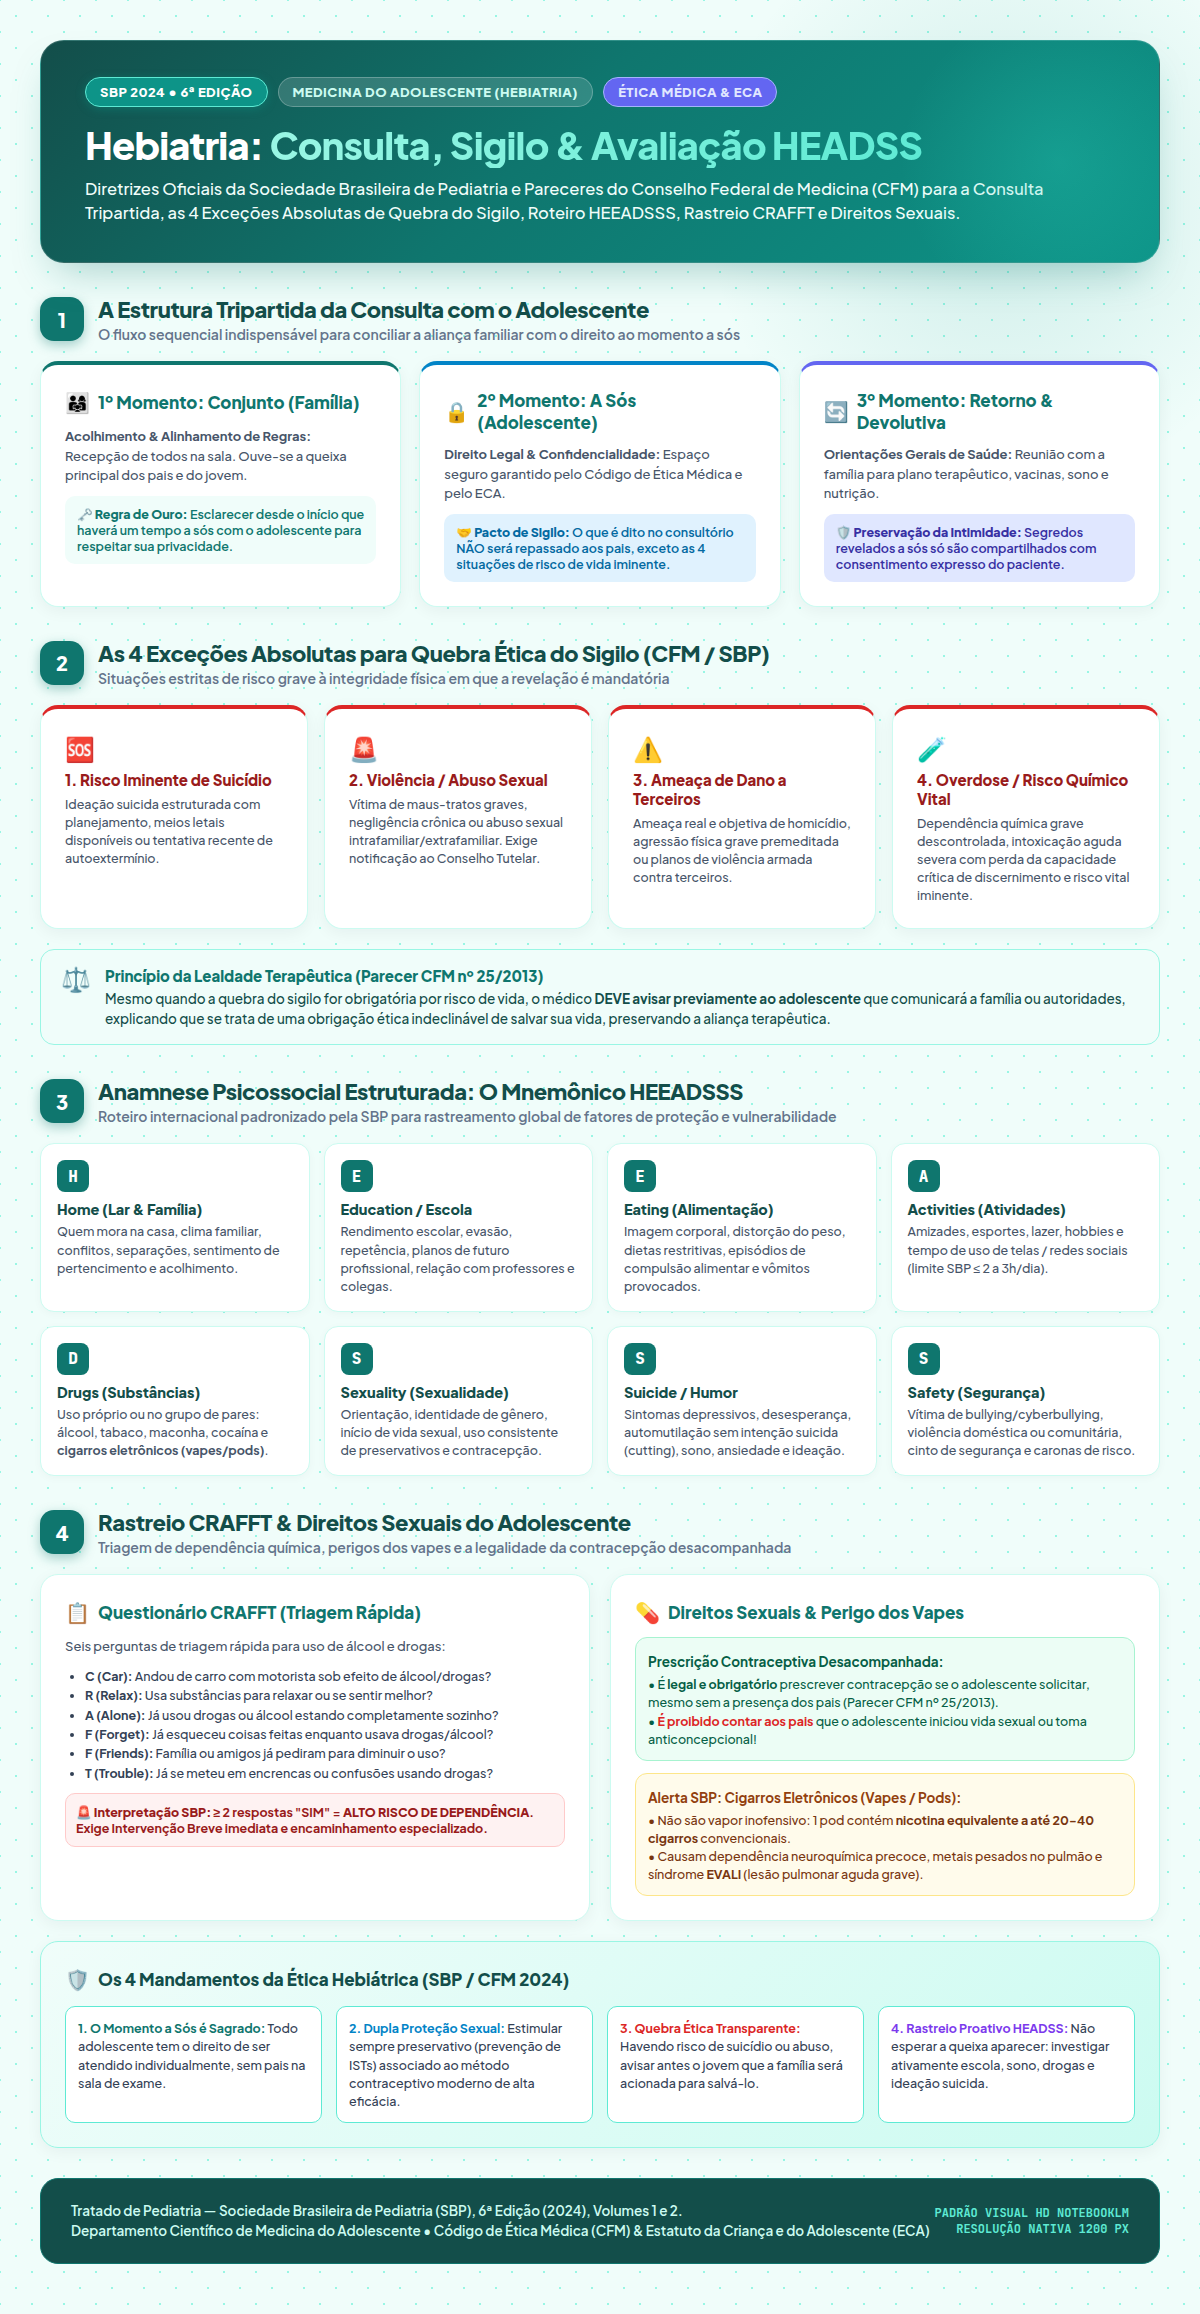 SBP 2024 • 6ª EDIÇÃO
MEDICINA DO ADOLESCENTE (HEBIATRIA)
ÉTICA MÉDICA & ECA
Hebiatria: Consulta, Sigilo & Avaliação HEADSS
Diretrizes Oficiais da Sociedade Brasileira de Pediatria e Pareceres do Conselho Federal de Medicina (CFM) para a Consulta
Tripartida, as 4 Exceções Absolutas de Quebra do Sigilo, Roteiro HEEADSSS, Rastreio CRAFFT e Direitos Sexuais.
1
A Estrutura Tripartida da Consulta com o Adolescente
O fluxo sequencial indispensável para conciliar a aliança familiar com o direito ao momento a sós
1º Momento: Conjunto (Família)
Acolhimento & Alinhamento de Regras:
Recepção de todos na sala. Ouve-se a queixa
principal dos pais e do jovem.
Regra de Ouro: Esclarecer desde o início que
haverá um tempo a sós com o adolescente para
respeitar sua privacidade.
2º Momento: A Sós
(Adolescente)
Direito Legal & Confidencialidade: Espaço
seguro garantido pelo Código de Ética Médica e
pelo ECA.
Pacto de Sigilo: O que é dito no consultório
NÃO será repassado aos pais, exceto as 4
situações de risco de vida iminente.
3º Momento: Retorno &
Devolutiva
Orientações Gerais de Saúde: Reunião com a
família para plano terapêutico, vacinas, sono e
nutrição.
Preservação da Intimidade: Segredos
revelados a sós só são compartilhados com
consentimento expresso do paciente.
2
As 4 Exceções Absolutas para Quebra Ética do Sigilo (CFM / SBP)
Situações estritas de risco grave à integridade física em que a revelação é mandatória
SOS
1. Risco Iminente de Suicídio
Ideação suicida estruturada com
planejamento, meios letais
disponíveis ou tentativa recente de
autoextermínio.
2. Violência / Abuso Sexual
Vítima de maus-tratos graves,
negligência crônica ou abuso sexual
intrafamiliar/extrafamiliar. Exige
notificação ao Conselho Tutelar.
3. Ameaça de Dano a
Terceiros
Ameaça real e objetiva de homicídio,
agressão física grave premeditada
ou planos de violência armada
contra terceiros.
4. Overdose / Risco Químico
Vital
Dependência química grave
descontrolada, intoxicação aguda
severa com perda da capacidade
crítica de discernimento e risco vital
iminente.
Princípio da Lealdade Terapêutica (Parecer CFM nº 25/2013)
Mesmo quando a quebra do sigilo for obrigatória por risco de vida, o médico DEVE avisar previamente ao adolescente que comunicará a família ou autoridades,
explicando que se trata de uma obrigação ética indeclinável de salvar sua vida, preservando a aliança terapêutica.
3
Anamnese Psicossocial Estruturada: O Mnemônico HEEADSSS
Roteiro internacional padronizado pela SBP para rastreamento global de fatores de proteção e vulnerabilidade
H
Home (Lar & Família)
Quem mora na casa, clima familiar,
conflitos, separações, sentimento de
pertencimento e acolhimento.
E
Education / Escola
Rendimento escolar, evasão,
repetência, planos de futuro
profissional, relação com professores e
colegas.
E
Eating (Alimentação)
Imagem corporal, distorção do peso,
dietas restritivas, episódios de
compulsão alimentar e vômitos
provocados.
A
Activities (Atividades)
Amizades, esportes, lazer, hobbies e
tempo de uso de telas / redes sociais
(limite SBP ≤ 2 a 3h/dia).
D
Drugs (Substâncias)
Uso próprio ou no grupo de pares:
álcool, tabaco, maconha, cocaína e
cigarros eletrônicos (vapes/pods).
S
Sexuality (Sexualidade)
Orientação, identidade de gênero,
início de vida sexual, uso consistente
de preservativos e contracepção.
S
Suicide / Humor
Sintomas depressivos, desesperança,
automutilação sem intenção suicida
(cutting), sono, ansiedade e ideação.
S
Safety (Segurança)
Vítima de bullying/cyberbullying,
violência doméstica ou comunitária,
cinto de segurança e caronas de risco.
4
Rastreio CRAFFT & Direitos Sexuais do Adolescente
Triagem de dependência química, perigos dos vapes e a legalidade da contracepção desacompanhada
Questionário CRAFFT (Triagem Rápida)
Seis perguntas de triagem rápida para uso de álcool e drogas:
• C (Car): Andou de carro com motorista sob efeito de álcool/drogas?
• R (Relax): Usa substâncias para relaxar ou se sentir melhor?
• A (Alone): Já usou drogas ou álcool estando completamente sozinho?
• F (Forget): Já esqueceu coisas feitas enquanto usava drogas/álcool?
• F (Friends): Família ou amigos já pediram para diminuir o uso?
• T (Trouble): Já se meteu em encrencas ou confusões usando drogas?
Interpretação SBP: ≥ 2 respostas "SIM" = ALTO RISCO DE DEPENDÊNCIA.
Exige Intervenção Breve imediata e encaminhamento especializado.
Direitos Sexuais & Perigo dos Vapes
Prescrição Contraceptiva Desacompanhada:
• É legal e obrigatório prescrever contracepção se o adolescente solicitar,
mesmo sem a presença dos pais (Parecer CFM nº 25/2013).
• É proibido contar aos pais que o adolescente iniciou vida sexual ou toma
anticoncepcional!
Alerta SBP: Cigarros Eletrônicos (Vapes / Pods):
• Não são vapor inofensivo: 1 pod contém nicotina equivalente a até 20-40
cigarros convencionais.
• Causam dependência neuroquímica precoce, metais pesados no pulmão e
síndrome EVALI (lesão pulmonar aguda grave).
Os 4 Mandamentos da Ética Hebiátrica (SBP / CFM 2024)
1. O Momento a Sós é Sagrado: Todo
adolescente tem o direito de ser
atendido individualmente, sem pais na
sala de exame.
2. Dupla Proteção Sexual: Estimular
sempre preservativo (prevenção de
ISTs) associado ao método
contraceptivo moderno de alta
eficácia.
3. Quebra Ética Transparente:
Havendo risco de suicídio ou abuso,
avisar antes o jovem que a família será
acionada para salvá-lo.
4. Rastreio Proativo HEADSS: Não
esperar a queixa aparecer: investigar
ativamente escola, sono, drogas e
ideação suicida.
Tratado de Pediatria — Sociedade Brasileira de Pediatria (SBP), 6ª Edição (2024), Volumes 1 e 2.
Departamento Científico de Medicina do Adolescente • Código de Ética Médica (CFM) & Estatuto da Criança e do Adolescente (ECA)
PADRÃO VISUAL HD NOTEBOOKLM
RESOLUÇÃO NATIVA 1200 PX